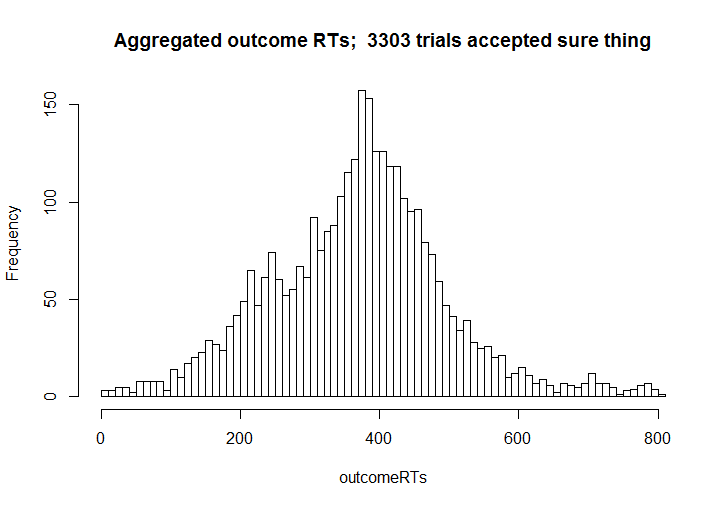 Aggregated outcome RTs;  3303 trials accepted sure thing
150
100
50
0
Frequency
0 200 400 600 800
outcomeRTs